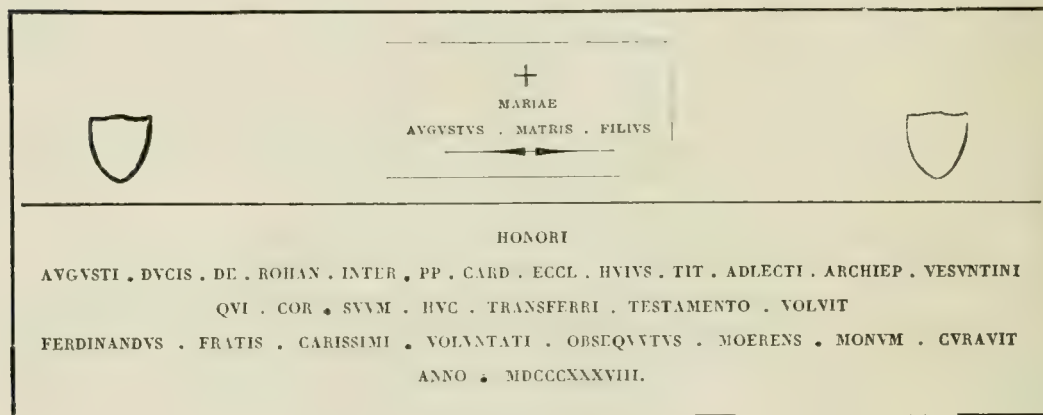 +
MARIAE
AVGVSTVS . MATRIS . FILIVS
HONORI
AVGVSTI . DVCIS . DE . ROHAN . INTER . PP . CARD . ECCL . HVIVS . TIT . ADLECTI . ARCHIEP . VESVNTINI
QVI . COR . SVVM . HVC . TRANSFERRI . TESTAMENTO . VOLVIT
FERDINANDVS . FRATIS . CARISSIMI . VOLVNTATI . OBSEQVVTVS . MOERENS . MONVM . CVRAVIT
ANNO . MDCCCXXXVIII.